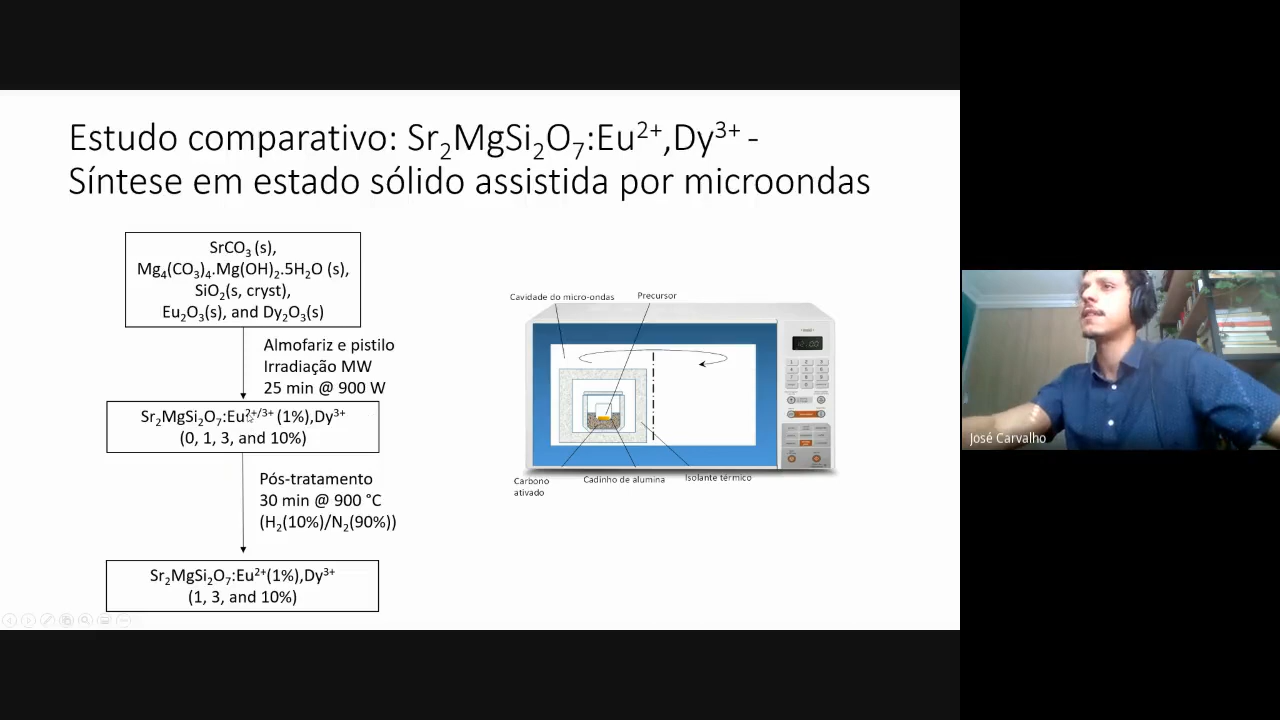 Estudo comparativo: Sr₂MgSi₂O₇:Eu²⁺,Dy³⁺ -
Síntese em estado sólido assistida por microondas
SrCO₃ (s),
Mg₄(CO₃)₄.Mg(OH)₂.5H₂O (s),
SiO₂(s, cryst),
Eu₂O₃(s), and Dy₂O₃(s)
Almofariz e pistilo
Irradiação MW
25 min @ 900 W
Sr₂MgSi₂O₇:Eu²⁺/³⁺ (1%),Dy³⁺
(0, 1, 3, and 10%)
Pós-tratamento
30 min @ 900 °C
(H₂(10%)/N₂(90%))
Sr₂MgSi₂O₇:Eu²⁺(1%),Dy³⁺
(1, 3, and 10%)
Cavidade do micro-ondas
Precursor
Carbono
ativado
Cadinho de alumina
Isolante térmico
José Carvalho